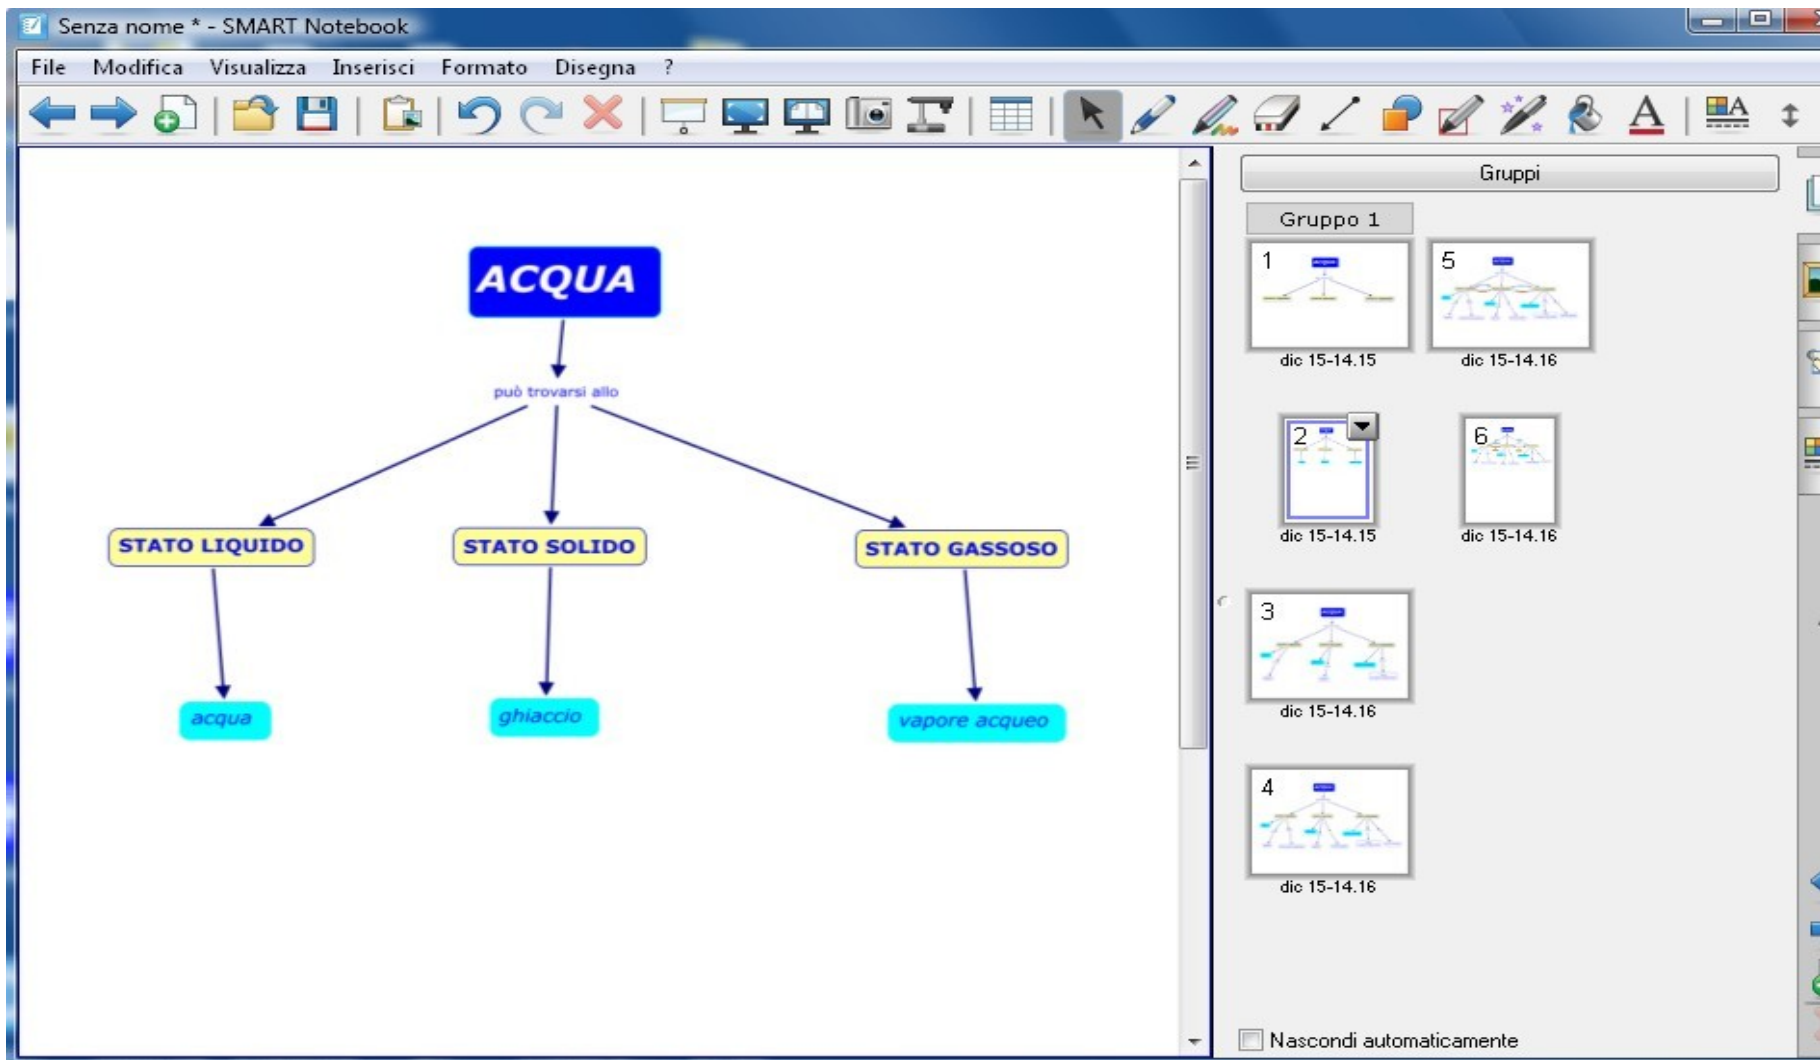 Senza nome * - SMART Notebook
File Modifica Visualizza Inserisci Formato Disegna ?
ACQUA
può trovarsi allo
STATO LIQUIDO STATO SOLIDO STATO GASSOSO
acqua ghiaccio vapore acqueo
Gruppi
Gruppo 1
1 5
dic 15-14.15 dic 15-14.16
2 6
dic 15-14.15 dic 15-14.16
3
dic 15-14.16
4
dic 15-14.16
Nascondi automaticamente